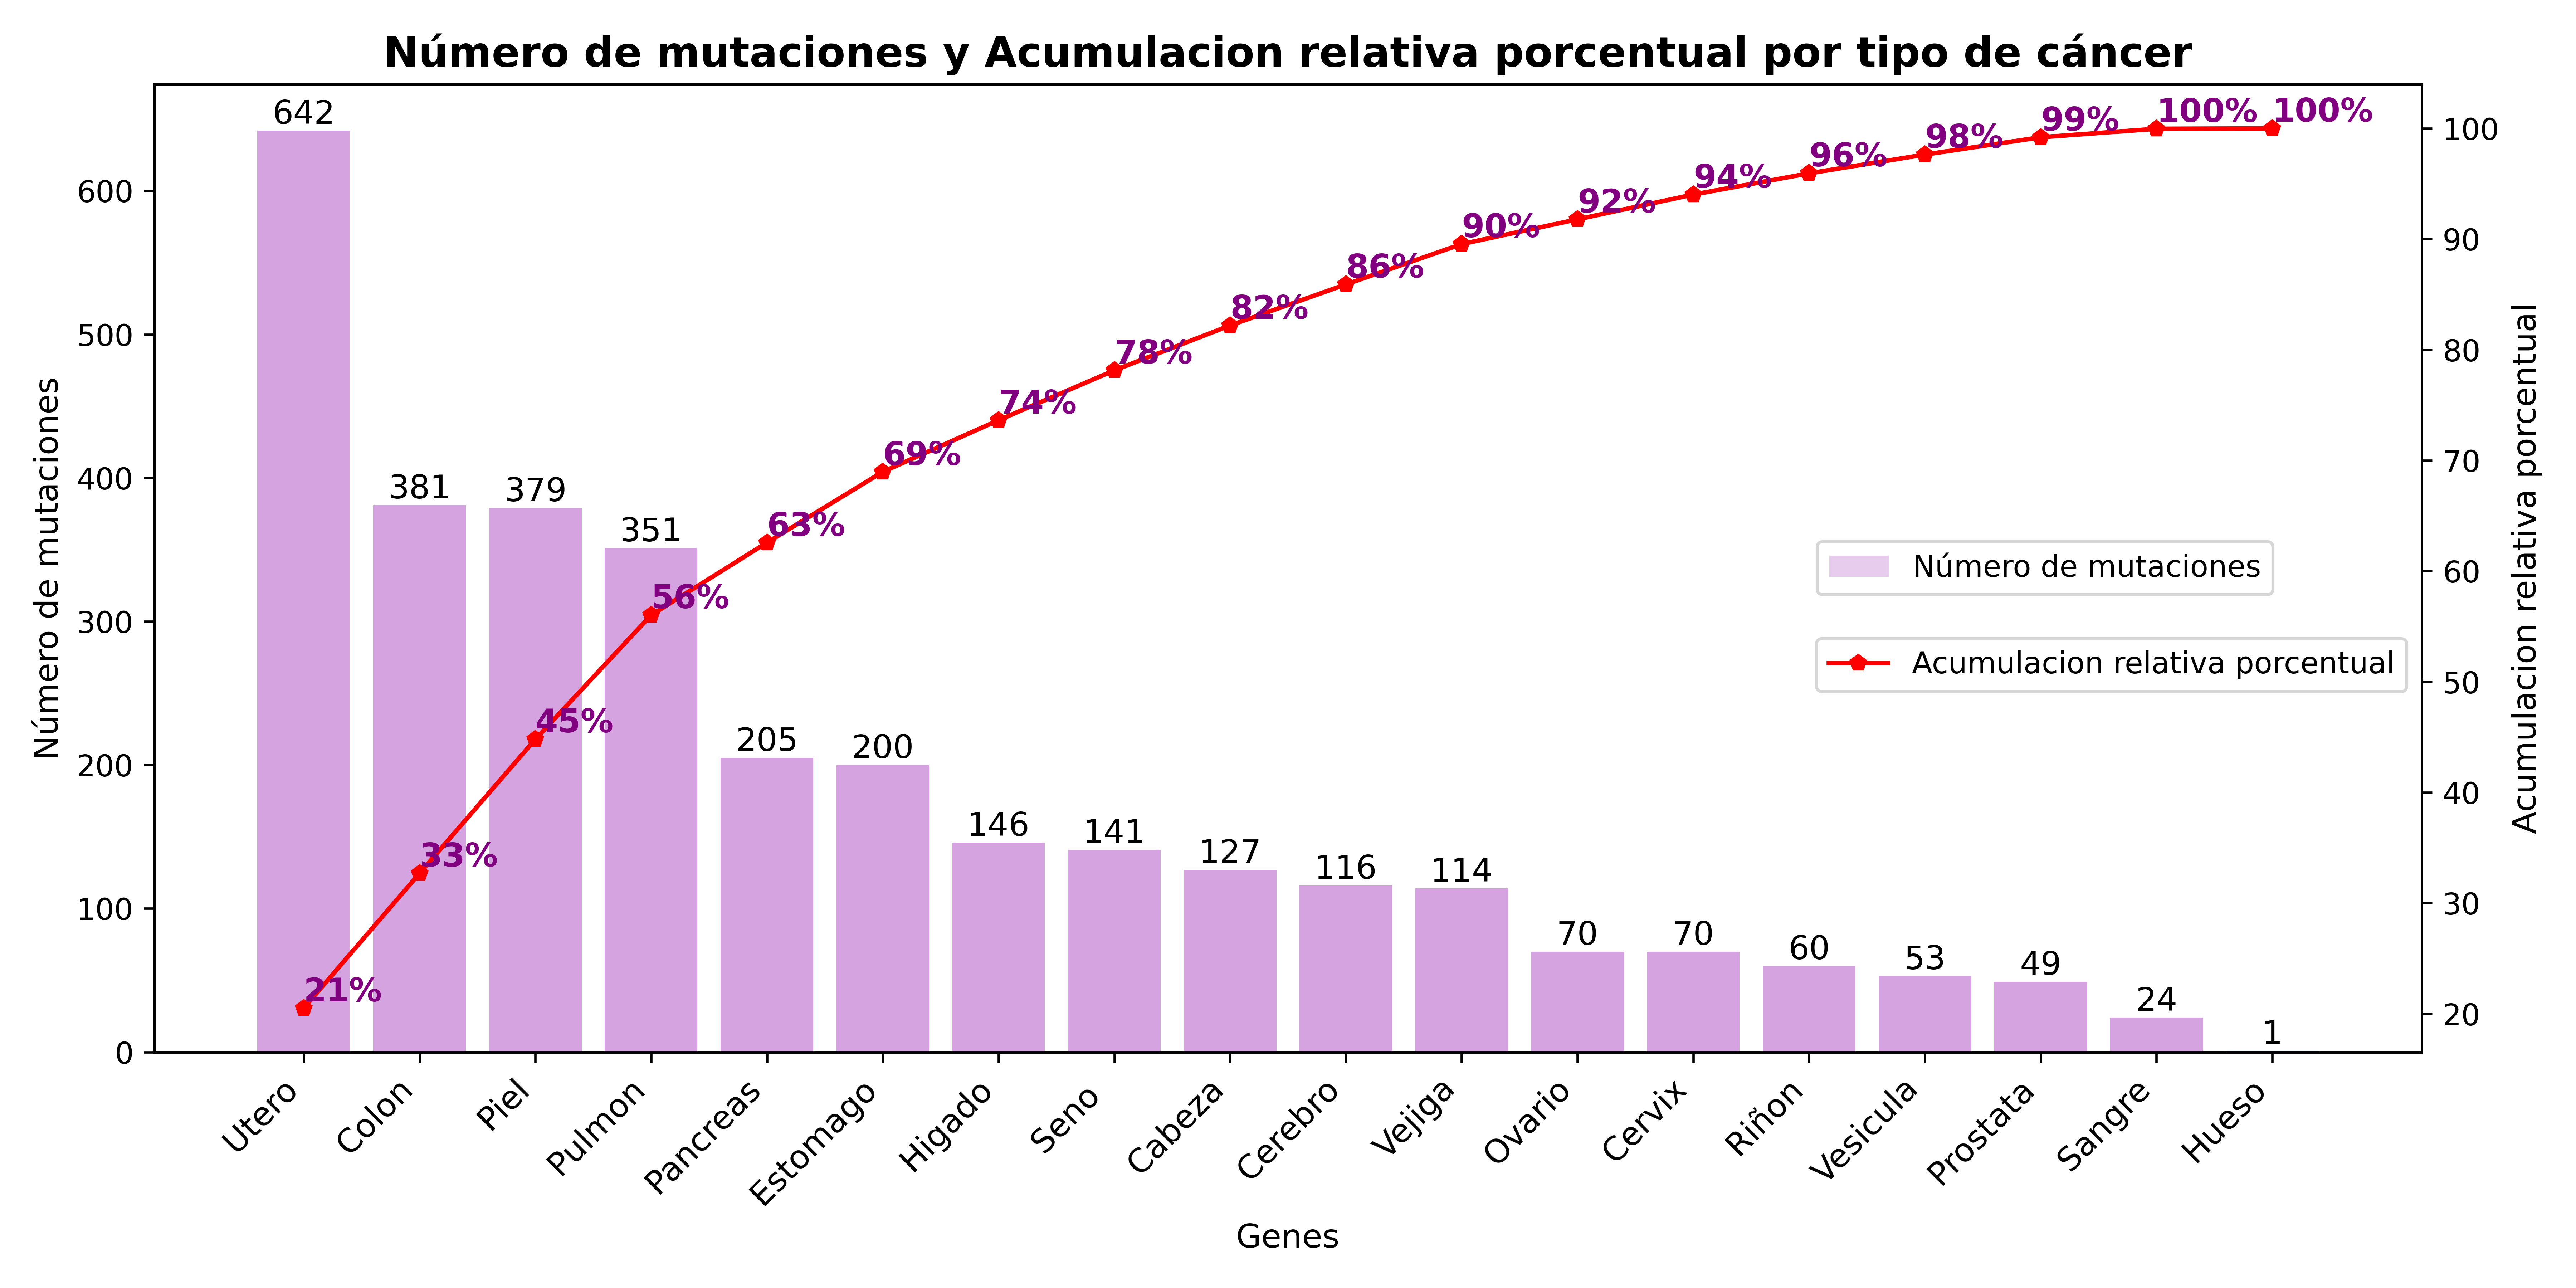 Número de mutaciones y Acumulacion relativa porcentual por tipo de cáncer
Número de mutaciones
600
500
400
300
200
100
0
642
381
379
351
205
200
146
141
127
116
114
70
70
60
53
49
24
1
21%
33%
45%
56%
63%
69%
74%
78%
82%
86%
90%
92%
94%
96%
98%
99%
100%
100%
Número de mutaciones
Acumulacion relativa porcentual
100
90
80
70
60
50
40
30
20
Acumulacion relativa porcentual
Utero
Colon
Piel
Pulmon
Pancreas
Estomago
Higado
Seno
Cabeza
Cerebro
Vejiga
Ovario
Cervix
Riñon
Vesicula
Prostata
Sangre
Hueso
Genes